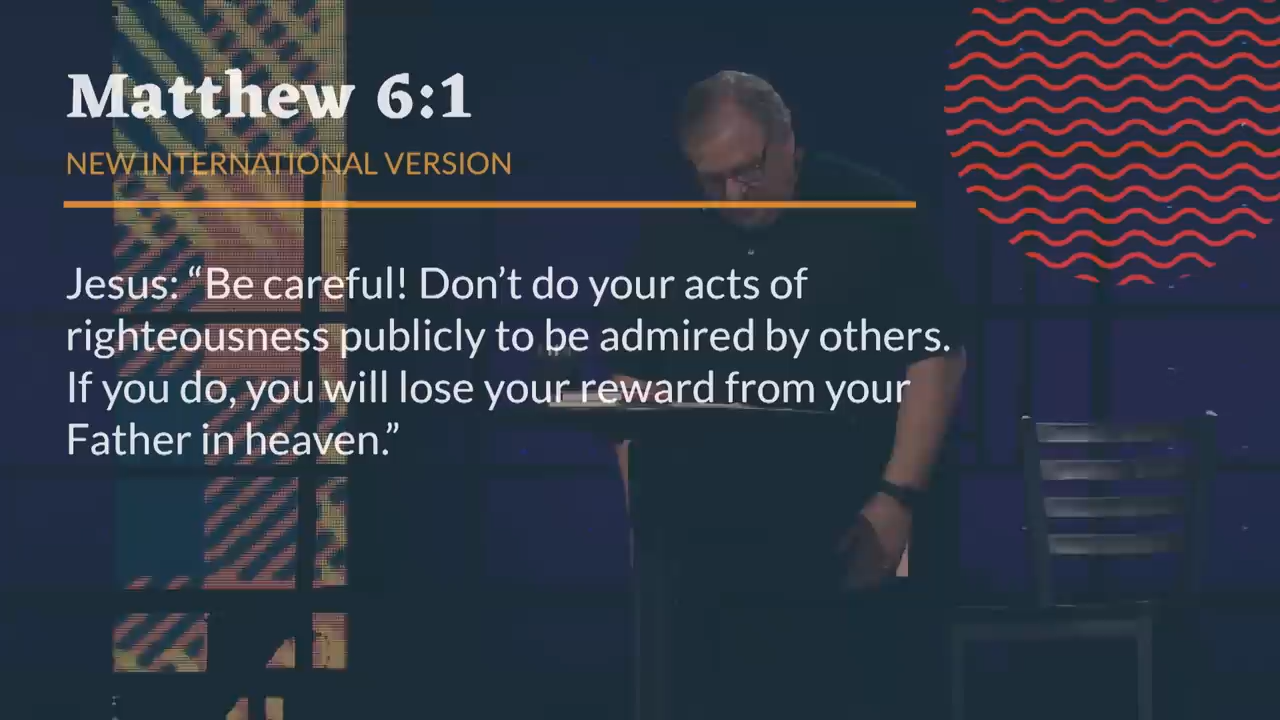 Matthew 6:1
NEW INTERNATIONAL VERSION
Jesus: “Be careful! Don’t do your acts of
righteousness publicly to be admired by others.
If you do, you will lose your reward from your
Father in heaven.”